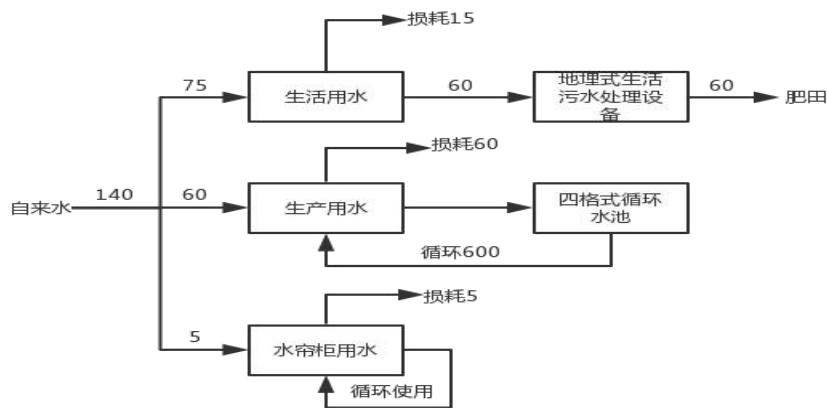 损耗15
75
生活用水
60
地埋式生活
污水处理设
备
60
肥田
损耗60
自来水
140
60
生产用水
四格式循环
水池
循环600
损耗5
5
水帘柜用水
循环使用